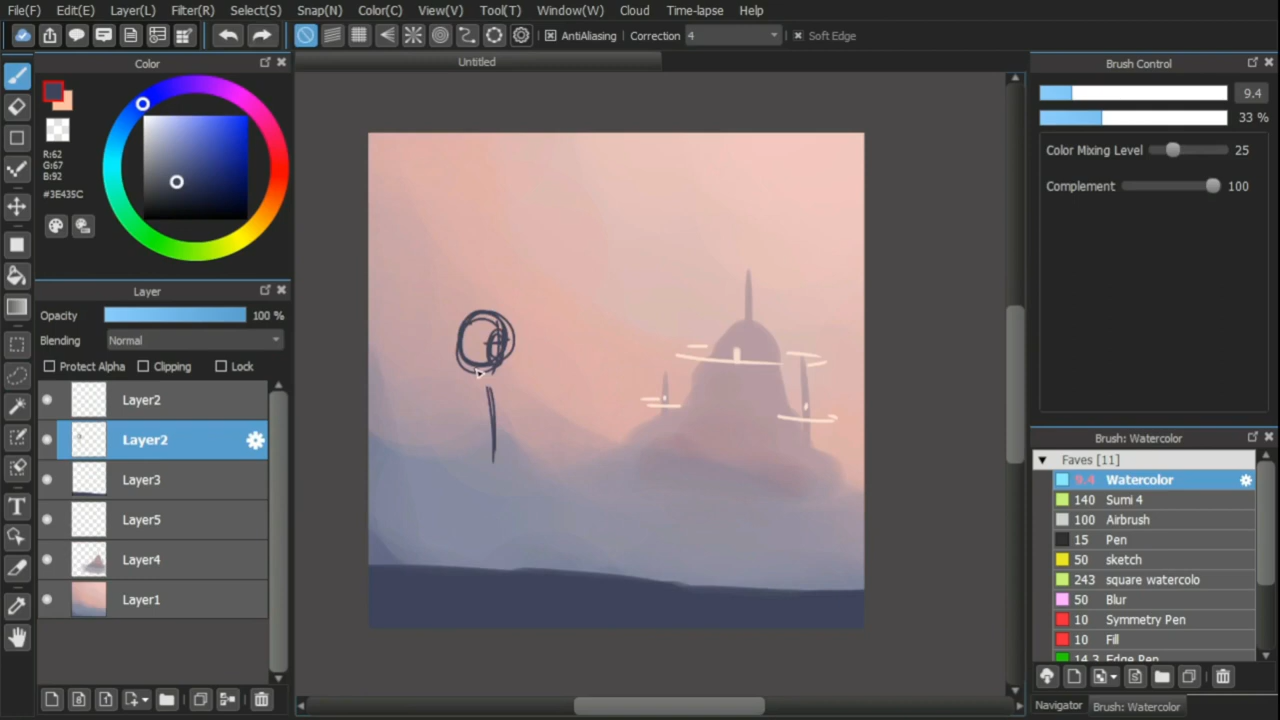 File(F) Edit(E) Layer(L) Filter(R) Select(S) Snap(N) Color(C) View(V) Tool(T) Window(W) Cloud Time-lapse Help
AntiAliasing Correction 4 Soft Edge
Color
R:62
G:67
B:92
#3E435C
Layer
Opacity 100 %
Blending Normal
Protect Alpha Clipping Lock
Layer2
Layer2
Layer3
Layer5
Layer4
Layer1
Untitled
Brush Control
9.4
33 %
Color Mixing Level 25
Complement 100
Brush: Watercolor
Faves [11]
9.4 Watercolor
140 Sumi 4
100 Airbrush
15 Pen
50 sketch
243 square watercolo
50 Blur
10 Symmetry Pen
10 Fill
14.3 Edge Pen
Navigator Brush: Watercolor